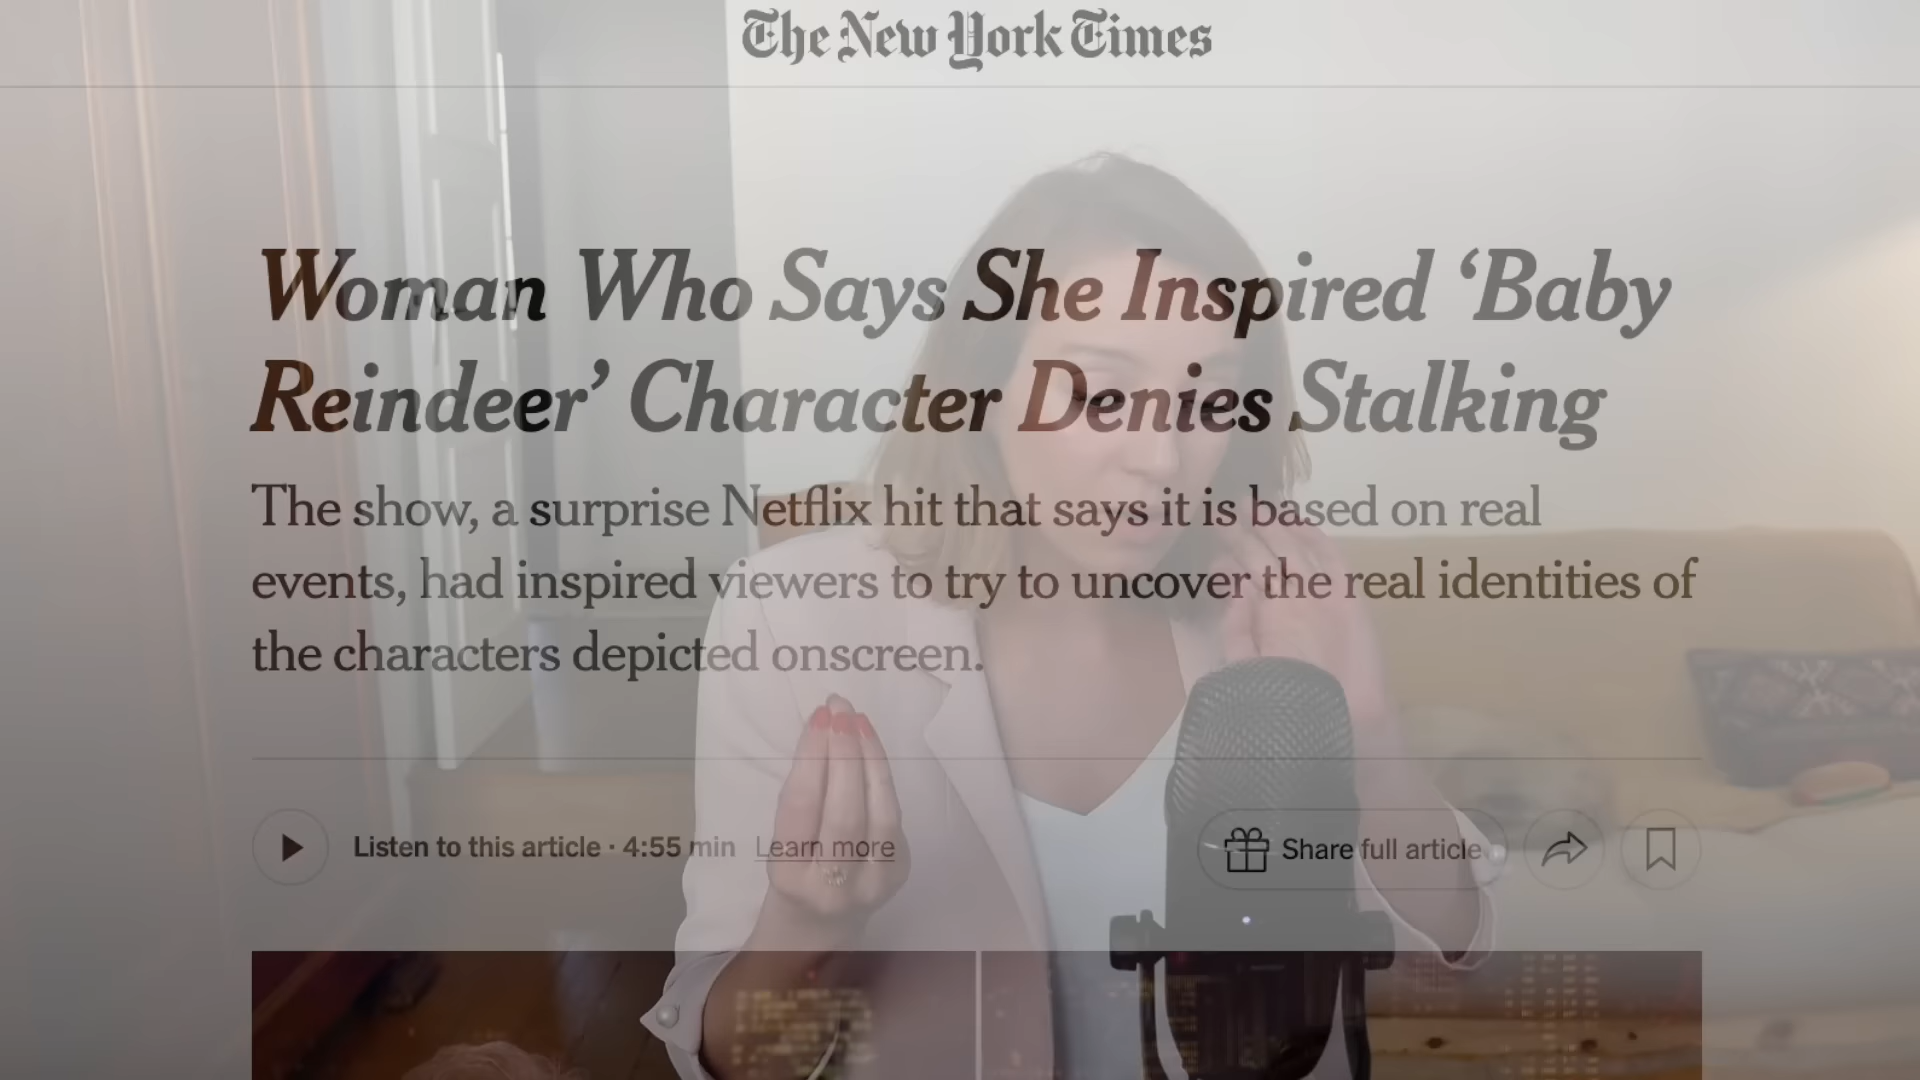 The New York Times
Woman Who Says She Inspired ‘Baby
Reindeer’ Character Denies Stalking
The show, a surprise Netflix hit that says it is based on real
events, had inspired viewers to try to uncover the real identities of
the characters depicted onscreen.
Listen to this article · 4:55 min Learn more
Share full article